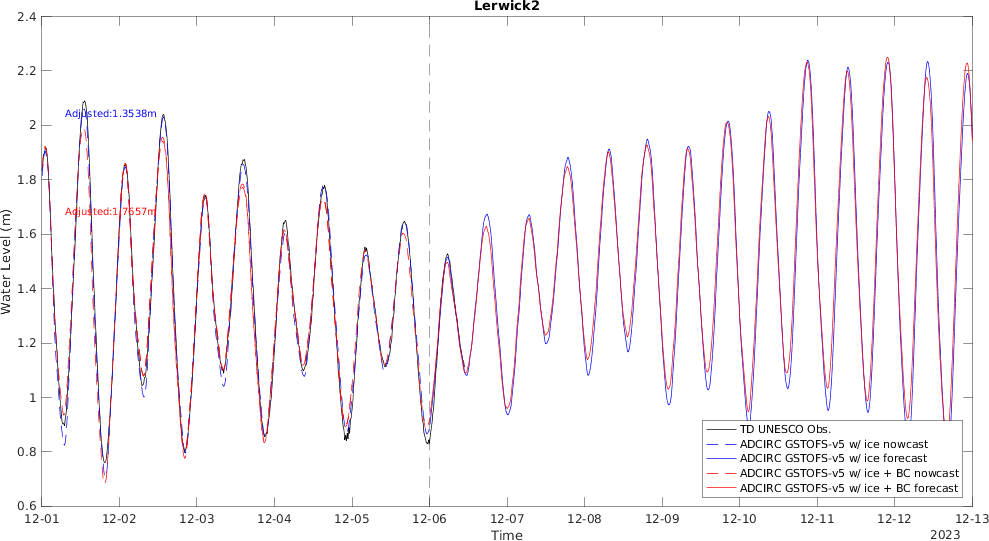 Lerwick2
2.4
2.2
2
1.8
1.6
1.4
1.2
1
0.8
0.6
Water Level (m)
Adjusted:1.3538m
Adjusted:1.7657m
TD UNESCO Obs.
ADCIRC GSTOFS-v5 w/ ice nowcast
ADCIRC GSTOFS-v5 w/ ice forecast
ADCIRC GSTOFS-v5 w/ ice + BC nowcast
ADCIRC GSTOFS-v5 w/ ice + BC forecast
12-01 12-02 12-03 12-04 12-05 12-06 12-07 12-08 12-09 12-10 12-11 12-12 12-13
Time
2023